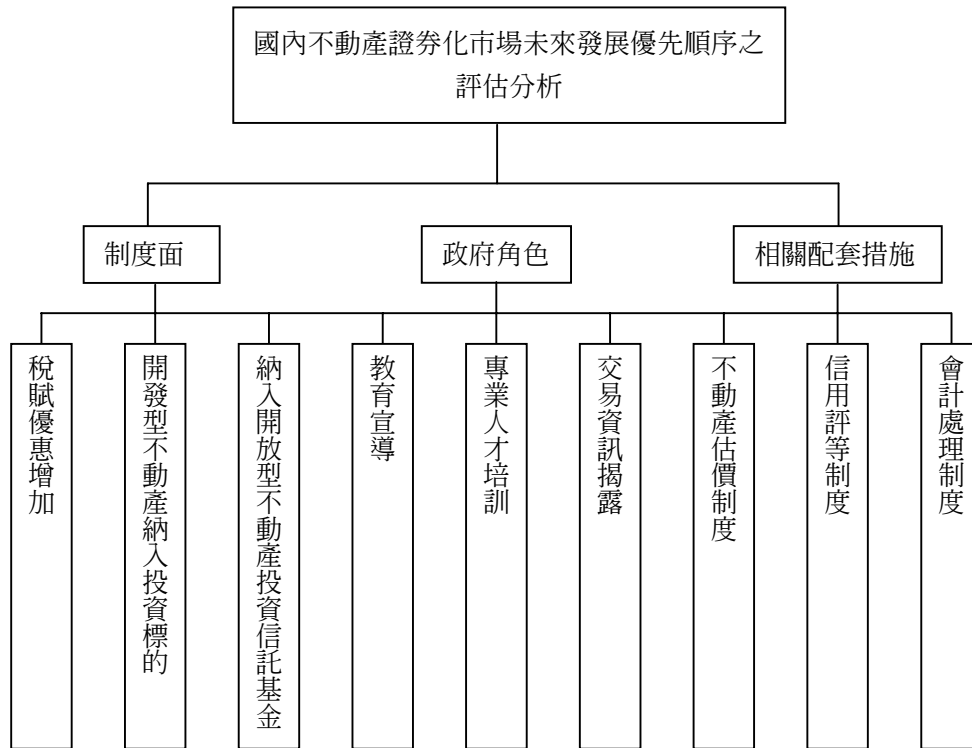 國內不動產證券化市場未來發展優先順序之
評估分析
制度面
政府角色
相關配套措施
稅賦優惠增加
開發型不動產納入投資標的
納入開放型不動產投資信託基金
教育宣導
專業人才培訓
交易資訊揭露
不動產估價制度
信用評等制度
會計處理制度